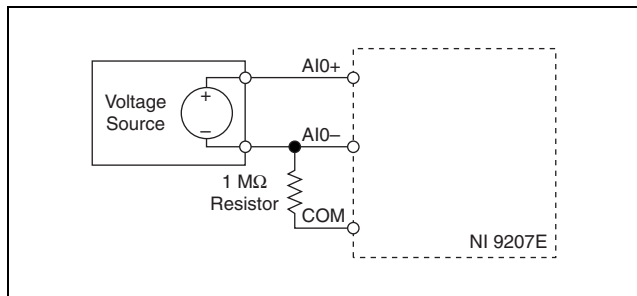 AI0+
+
Voltage
Source
–
AI0–
1 MΩ
Resistor
COM
NI 9207E